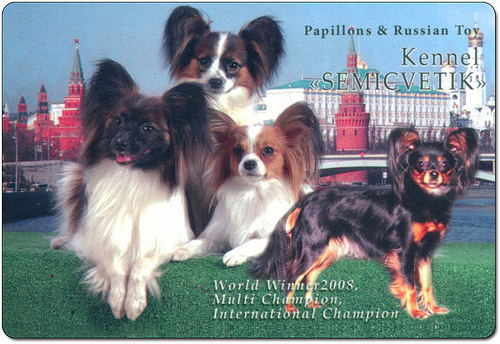 Papillons & Russian Toy
Kennel
«SEMICVETIK»
World Winner2008,
Multi Champion,
International Champion